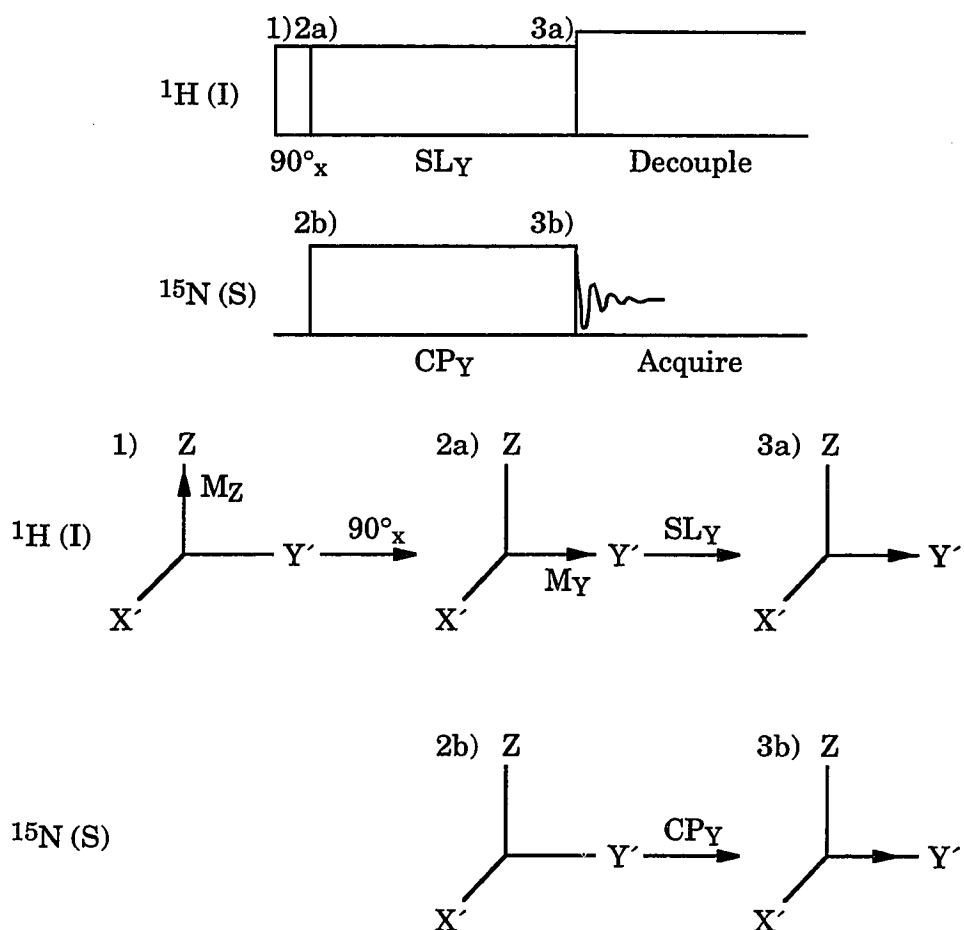 1) 2a) 3a)
¹H (I)
90°x SLY Decouple
2b) 3b)
¹⁵N (S)
CPY Acquire
1) Z 2a) Z 3a) Z
MZ
¹H (I) 90°x SLY
Y′ Y′ Y′
MY
X′ X′ X′
2b) Z 3b) Z
¹⁵N (S) CPY
Y′ Y′
X′ X′